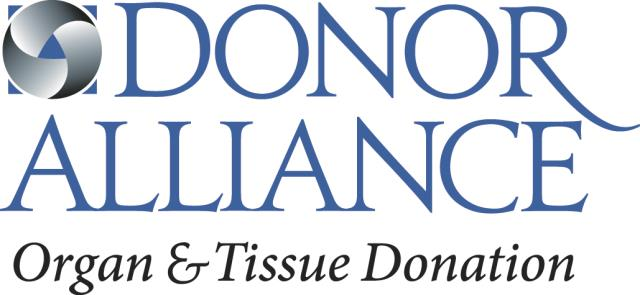 DONOR
ALLIANCE
Organ & Tissue Donation